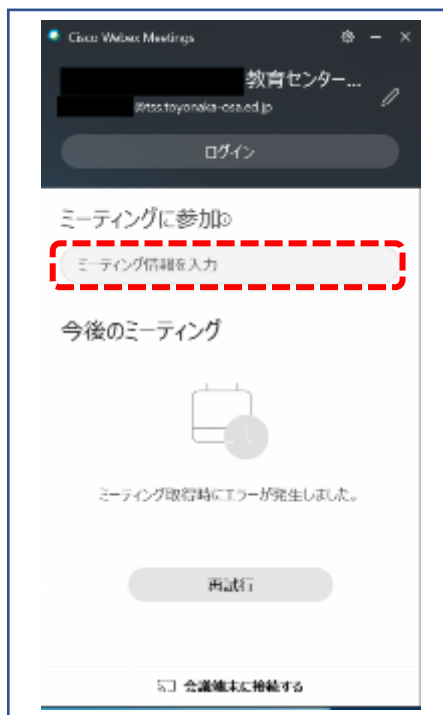 Cisco Webex Meetings
教育センター...
@tss.toyonaka-osa.ed.jp
ログイン
ミーティングに参加
ミーティング情報を入力
今後のミーティング
ミーティング取得時にエラーが発生しました。
再試行
会議端末に接続する